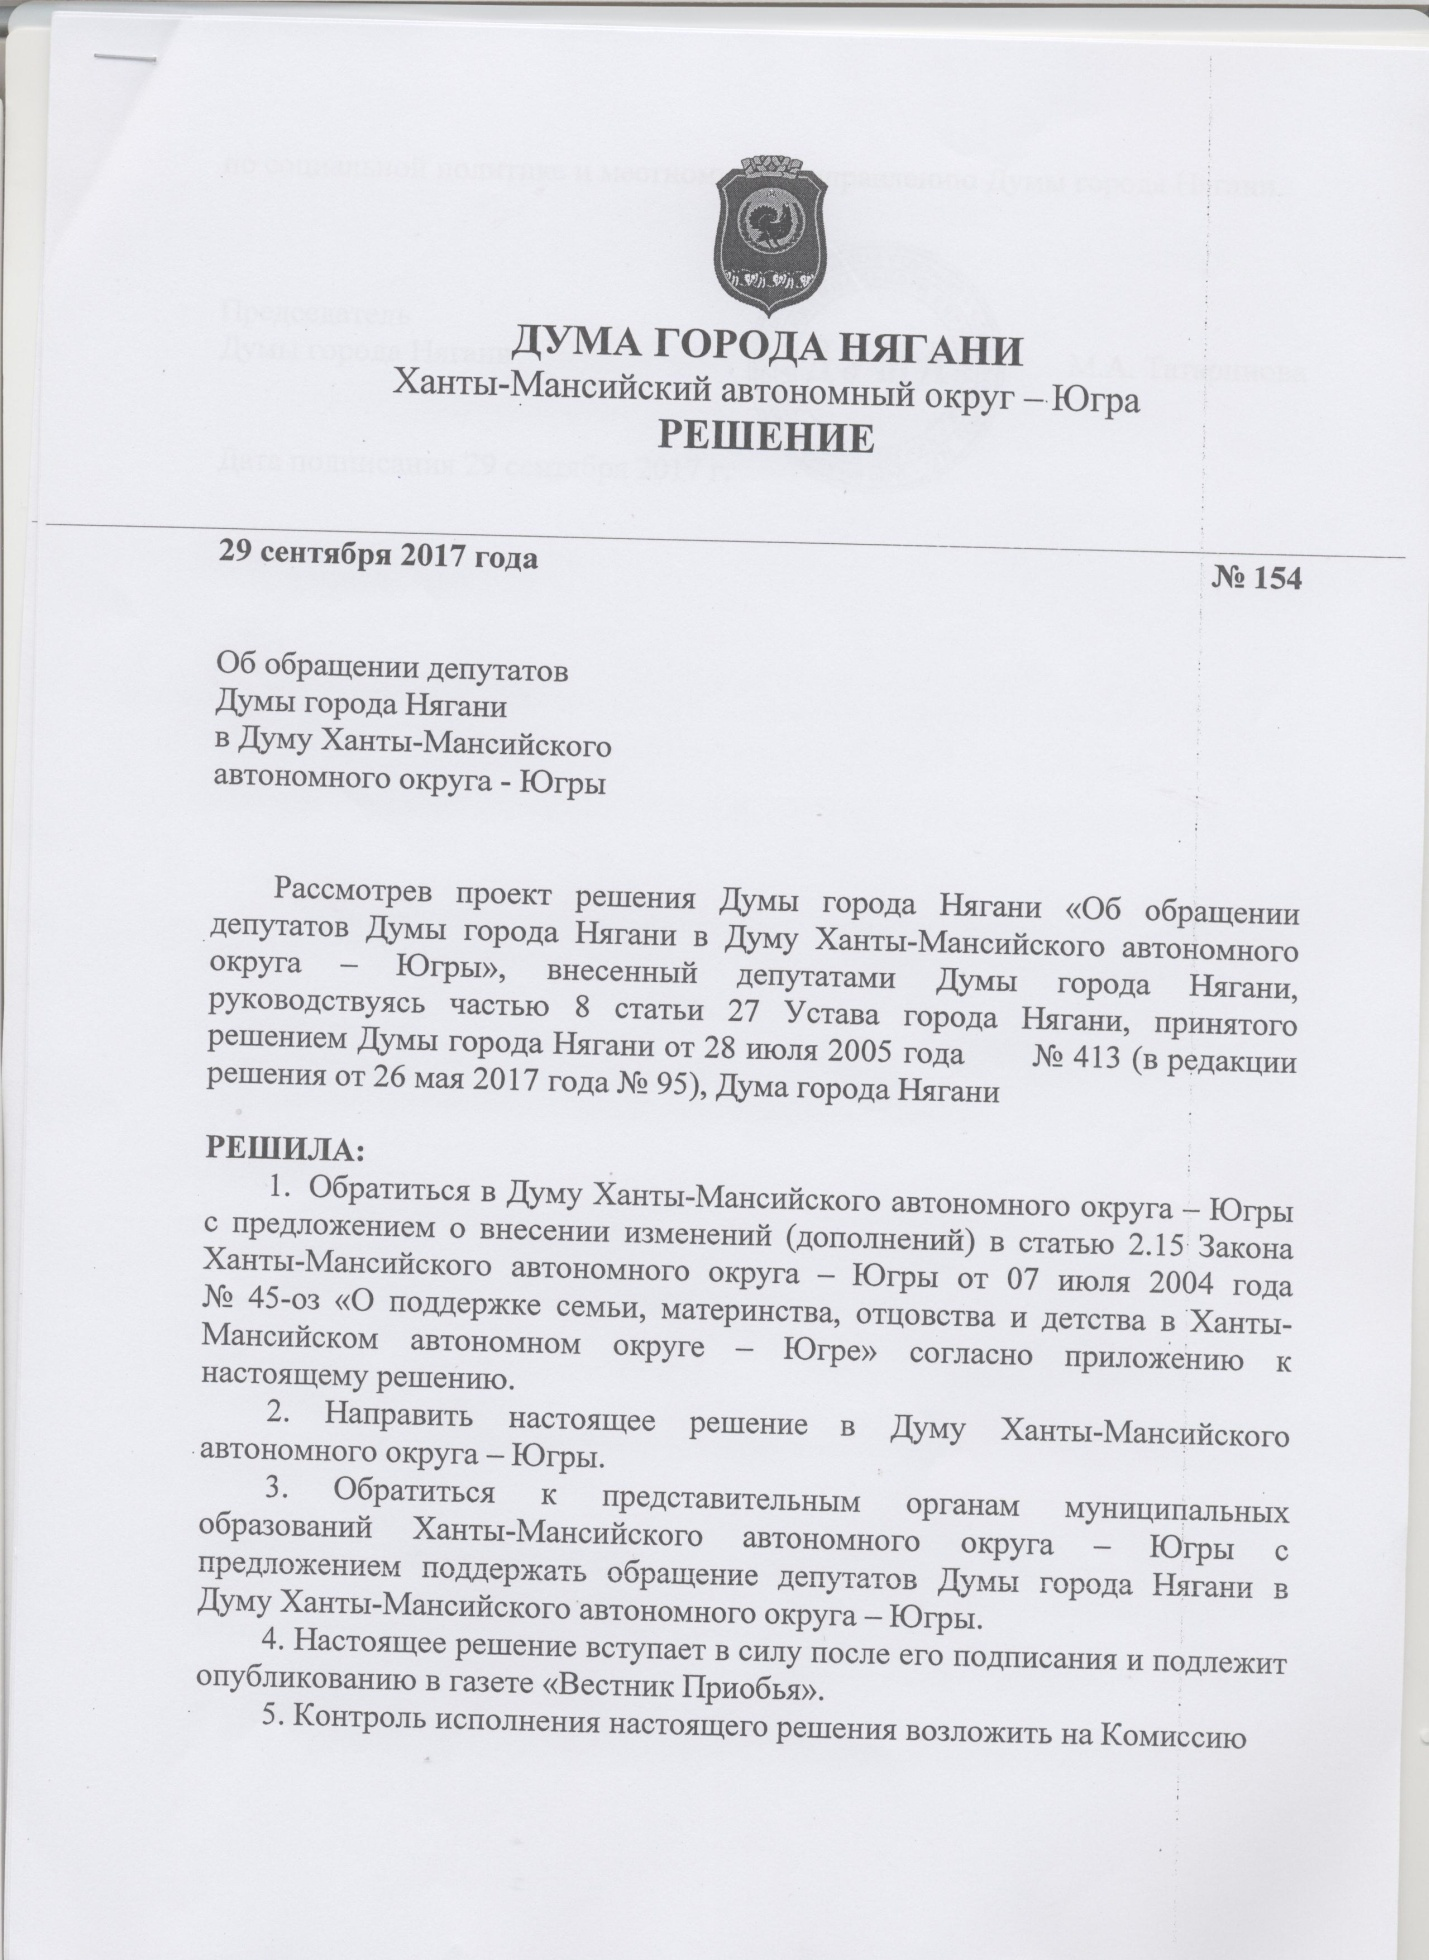 ДУМА ГОРОДА НЯГАНИ
Ханты-Мансийский автономный округ – Югра
РЕШЕНИЕ
29 сентября 2017 года
№ 154
Об обращении депутатов
Думы города Нягани
в Думу Ханты-Мансийского
автономного округа - Югры
Рассмотрев проект решения Думы города Нягани «Об обращении
депутатов Думы города Нягани в Думу Ханты-Мансийского автономного
округа – Югры», внесенный депутатами Думы города Нягани,
руководствуясь частью 8 статьи 27 Устава города Нягани, принятого
решением Думы города Нягани от 28 июля 2005 года № 413 (в редакции
решения от 26 мая 2017 года № 95), Дума города Нягани
РЕШИЛА:
1. Обратиться в Думу Ханты-Мансийского автономного округа – Югры
с предложением о внесении изменений (дополнений) в статью 2.15 Закона
Ханты-Мансийского автономного округа – Югры от 07 июля 2004 года
№ 45-оз «О поддержке семьи, материнства, отцовства и детства в Ханты-
Мансийском автономном округе – Югре» согласно приложению к
настоящему решению.
2. Направить настоящее решение в Думу Ханты-Мансийского
автономного округа – Югры.
3. Обратиться к представительным органам муниципальных
образований Ханты-Мансийского автономного округа – Югры с
предложением поддержать обращение депутатов Думы города Нягани в
Думу Ханты-Мансийского автономного округа – Югры.
4. Настоящее решение вступает в силу после его подписания и подлежит
опубликованию в газете «Вестник Приобья».
5. Контроль исполнения настоящего решения возложить на Комиссию